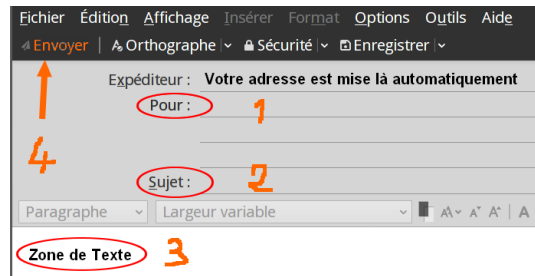 Fichier Édition Affichage Insérer Format Options Outils Aide
Envoyer Orthographe Sécurité Enregistrer
Expéditeur : Votre adresse est mise là automatiquement
Pour : 1
4
Sujet : 2
Paragraphe Largeur variable A A A A
Zone de Texte 3